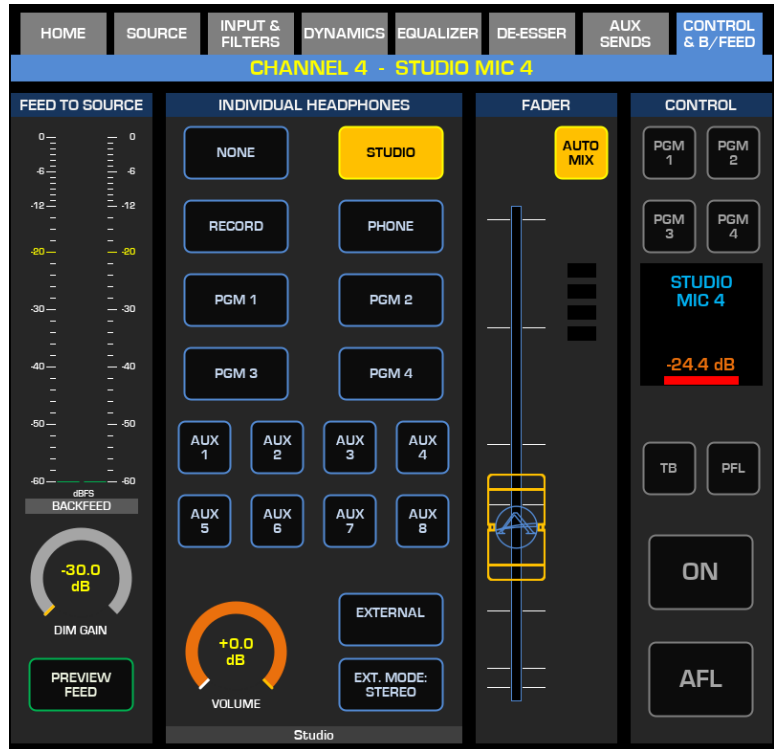 HOME
SOURCE
INPUT &
FILTERS
DYNAMICS
EQUALIZER
DE-ESSER
AUX
SENDS
CONTROL
& B/FEED
CHANNEL 4 - STUDIO MIC 4
FEED TO SOURCE
0 0
-6 -6
-12 -12
-20 -20
-30 -30
-40 -40
-50 -50
-60 -60
dBFS
BACKFEED
-30.0
dB
DIM GAIN
PREVIEW
FEED
INDIVIDUAL HEADPHONES
NONE
STUDIO
RECORD
PHONE
PGM 1
PGM 2
PGM 3
PGM 4
AUX
1
AUX
2
AUX
3
AUX
4
AUX
5
AUX
6
AUX
7
AUX
8
EXTERNAL
+0.0
dB
VOLUME
EXT. MODE:
STEREO
Studio
FADER
AUTO
MIX
CONTROL
PGM
1
PGM
2
PGM
3
PGM
4
STUDIO
MIC 4
-24.4 dB
TB
PFL
ON
AFL